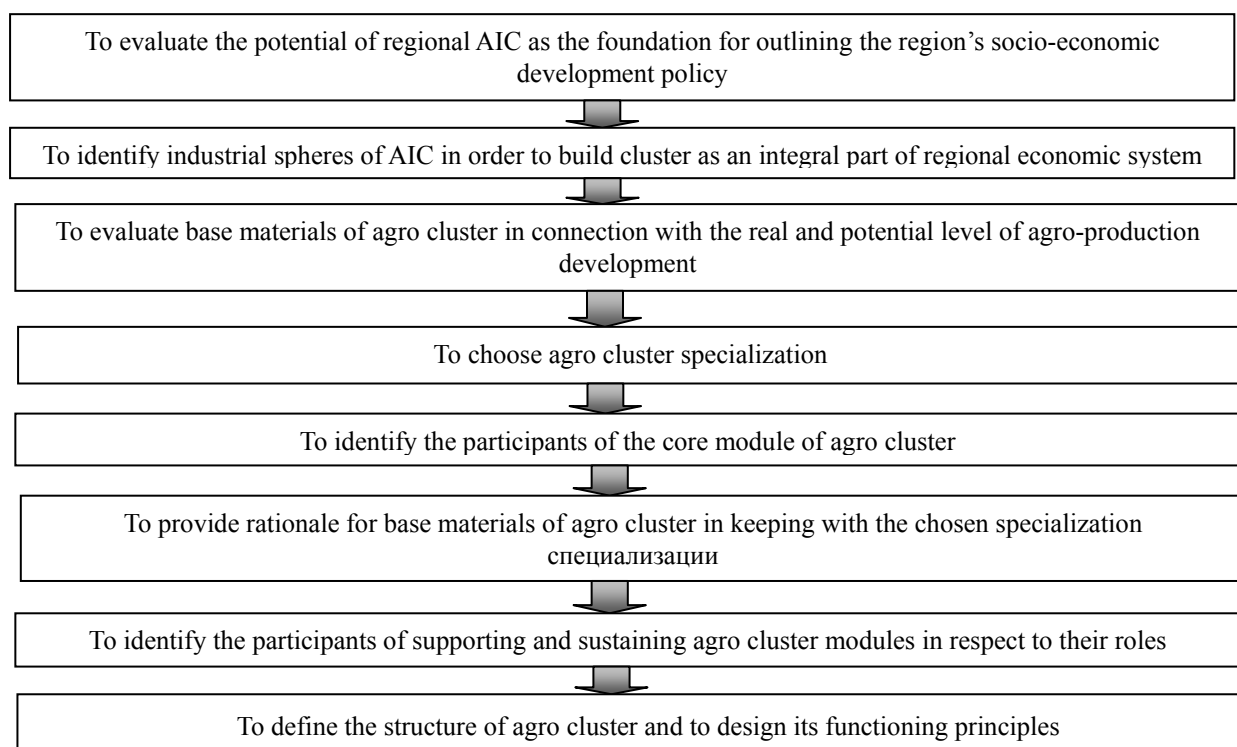 To evaluate the potential of regional AIC as the foundation for outlining the region’s socio-economic
development policy
To identify industrial spheres of AIC in order to build cluster as an integral part of regional economic system
To evaluate base materials of agro cluster in connection with the real and potential level of agro-production
development
To choose agro cluster specialization
To identify the participants of the core module of agro cluster
To provide rationale for base materials of agro cluster in keeping with the chosen specialization
специализации
To identify the participants of supporting and sustaining agro cluster modules in respect to their roles
To define the structure of agro cluster and to design its functioning principles